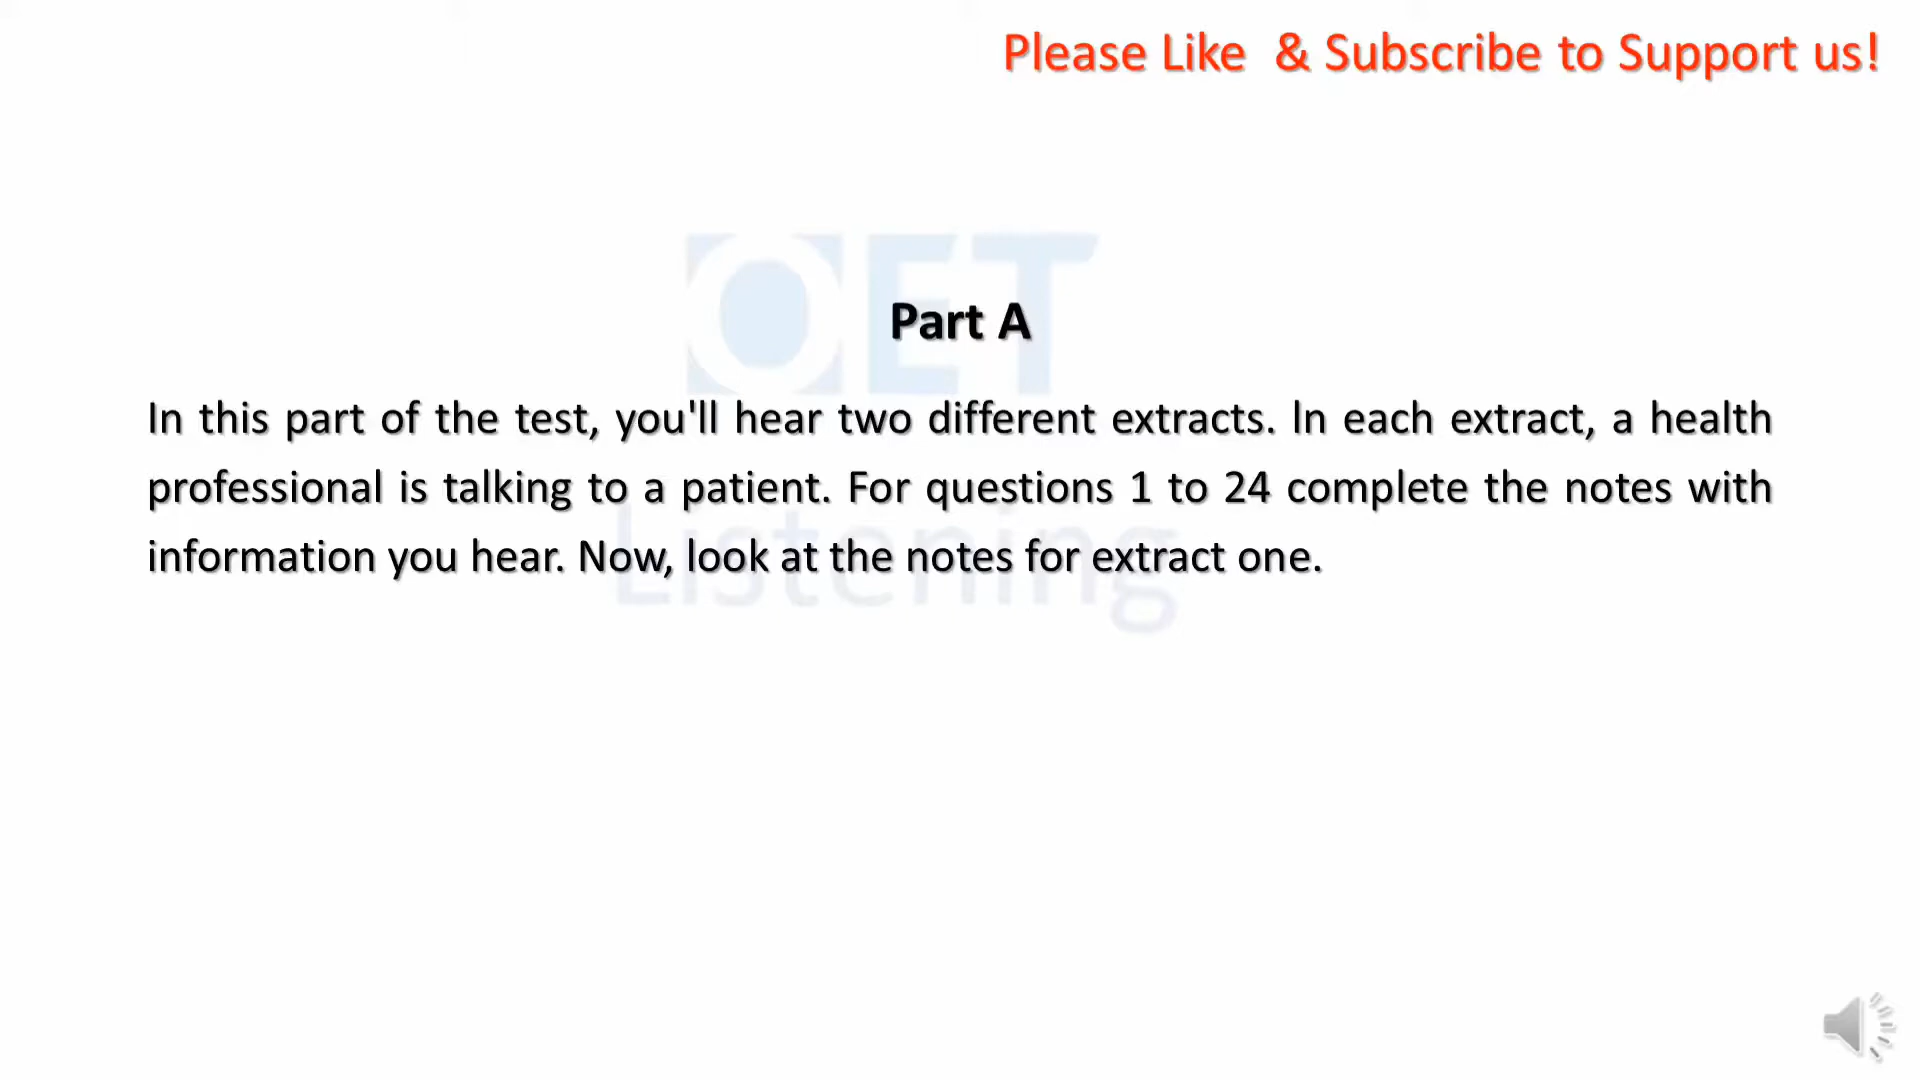 Please Like & Subscribe to Support us!
OET
Part A
In this part of the test, you'll hear two different extracts. In each extract, a health
professional is talking to a patient. For questions 1 to 24 complete the notes with
information you hear. Now, look at the notes for extract one.
Listening